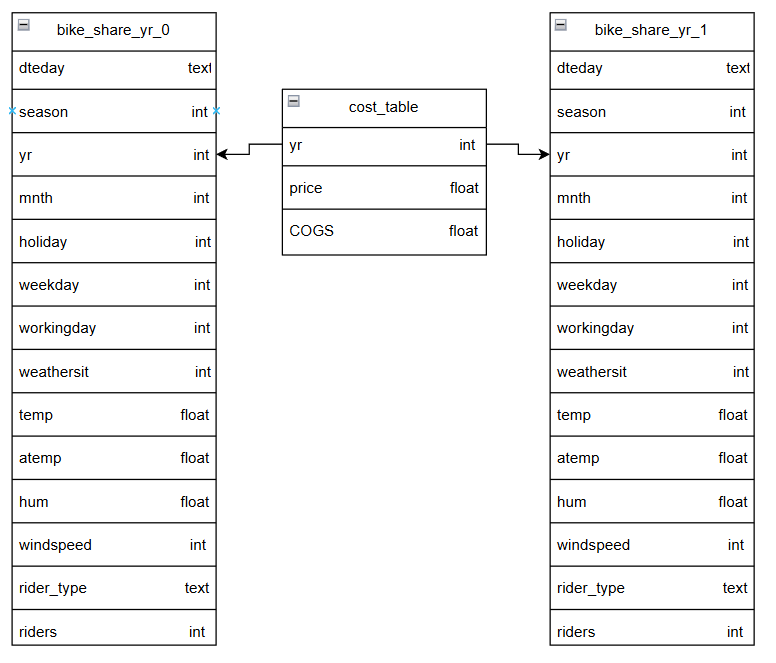 bike_share_yr_0
dteday text
season int
yr int
mnth int
holiday int
weekday int
workingday int
weathersit int
temp float
atemp float
hum float
windspeed int
rider_type text
riders int
cost_table
yr int
price float
COGS float
bike_share_yr_1
dteday text
season int
yr int
mnth int
holiday int
weekday int
workingday int
weathersit int
temp float
atemp float
hum float
windspeed int
rider_type text
riders int